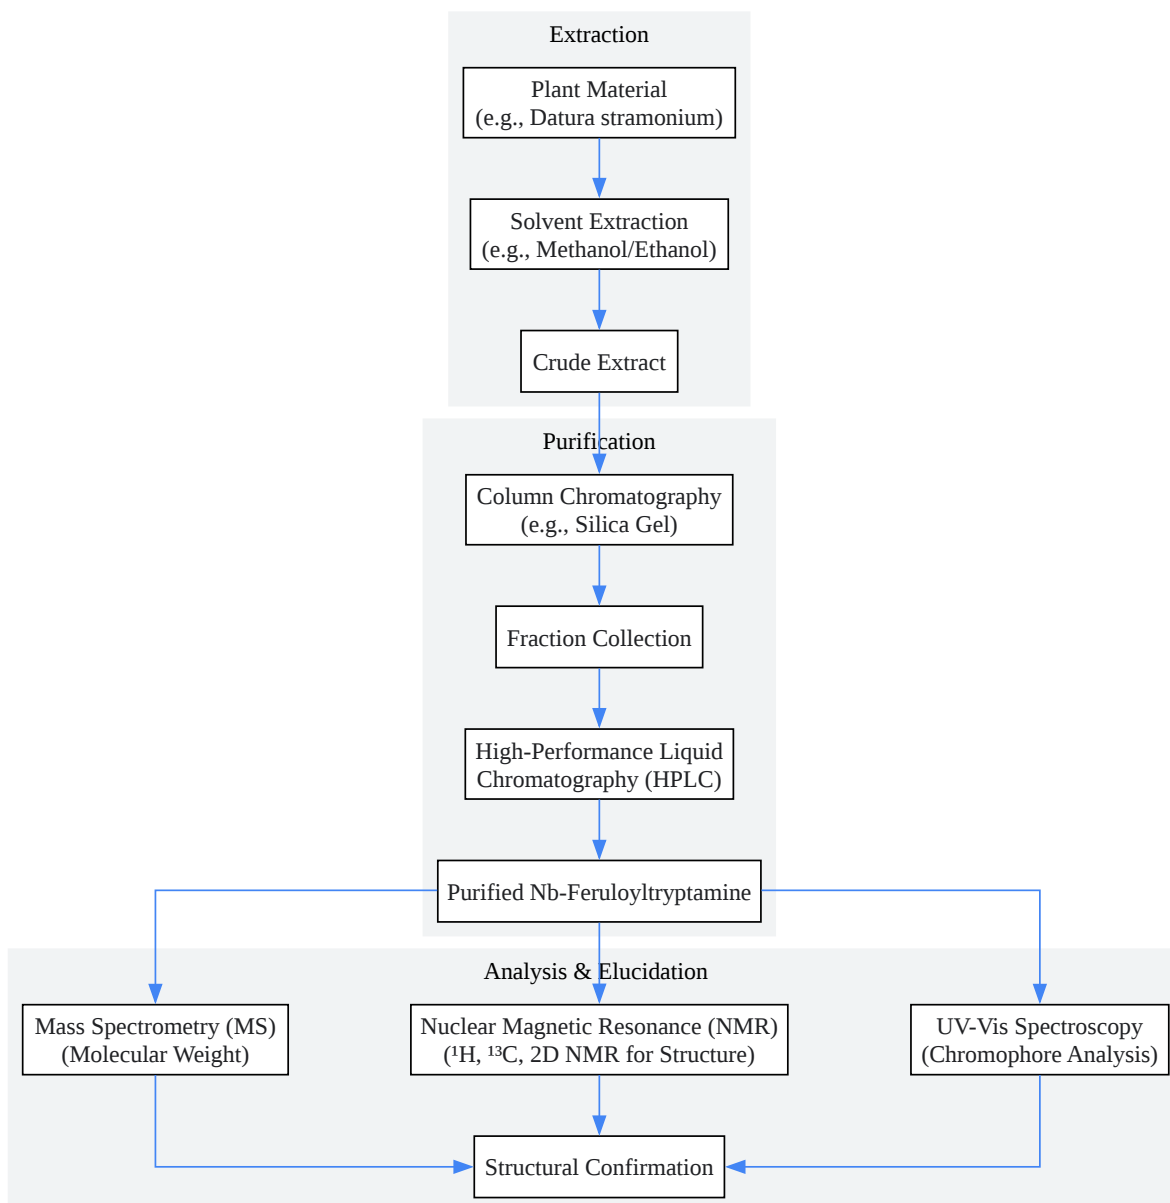 Extraction
Plant Material
(e.g., Datura stramonium)
Solvent Extraction
(e.g., Methanol/Ethanol)
Crude Extract
Purification
Column Chromatography
(e.g., Silica Gel)
Fraction Collection
High-Performance Liquid
Chromatography (HPLC)
Purified Nb-Feruloyltryptamine
Analysis & Elucidation
Mass Spectrometry (MS)
(Molecular Weight)
Nuclear Magnetic Resonance (NMR)
(¹H, ¹³C, 2D NMR for Structure)
UV-Vis Spectroscopy
(Chromophore Analysis)
Structural Confirmation